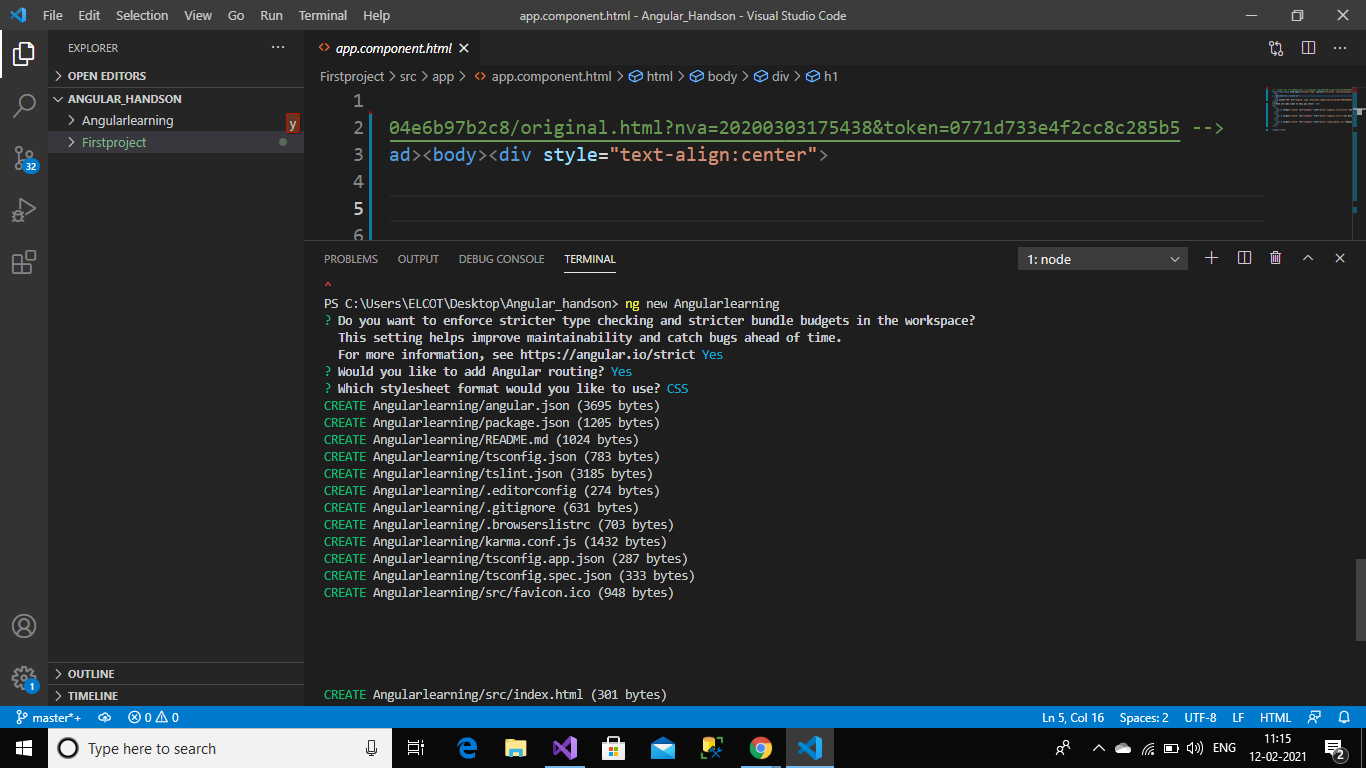 File Edit Selection View Go Run Terminal Help app.component.html - Angular_Handson - Visual Studio Code
EXPLORER
OPEN EDITORS
ANGULAR_HANDSON
Angularlearning
y
Firstproject
OUTLINE
TIMELINE
32
1
app.component.html
Firstproject > src > app > app.component.html > html > body > div > h1
1
2 04e6b97b2c8/original.html?nva=20200303175438&token=0771d733e4f2cc8c285b5 -->
3 ad><body><div style="text-align:center">
4
5
6
PROBLEMS OUTPUT DEBUG CONSOLE TERMINAL 1: node
^
PS C:\Users\ELCOT\Desktop\Angular_handson> ng new Angularlearning
? Do you want to enforce stricter type checking and stricter bundle budgets in the workspace?
This setting helps improve maintainability and catch bugs ahead of time.
For more information, see https://angular.io/strict Yes
? Would you like to add Angular routing? Yes
? Which stylesheet format would you like to use? CSS
CREATE Angularlearning/angular.json (3695 bytes)
CREATE Angularlearning/package.json (1205 bytes)
CREATE Angularlearning/README.md (1024 bytes)
CREATE Angularlearning/tsconfig.json (783 bytes)
CREATE Angularlearning/tslint.json (3185 bytes)
CREATE Angularlearning/.editorconfig (274 bytes)
CREATE Angularlearning/.gitignore (631 bytes)
CREATE Angularlearning/.browserslistrc (703 bytes)
CREATE Angularlearning/karma.conf.js (1432 bytes)
CREATE Angularlearning/tsconfig.app.json (287 bytes)
CREATE Angularlearning/tsconfig.spec.json (333 bytes)
CREATE Angularlearning/src/favicon.ico (948 bytes)
CREATE Angularlearning/src/index.html (301 bytes)
master*+ 0 0 Ln 5, Col 16 Spaces: 2 UTF-8 LF HTML
Type here to search ENG 11:15
12-02-2021
2